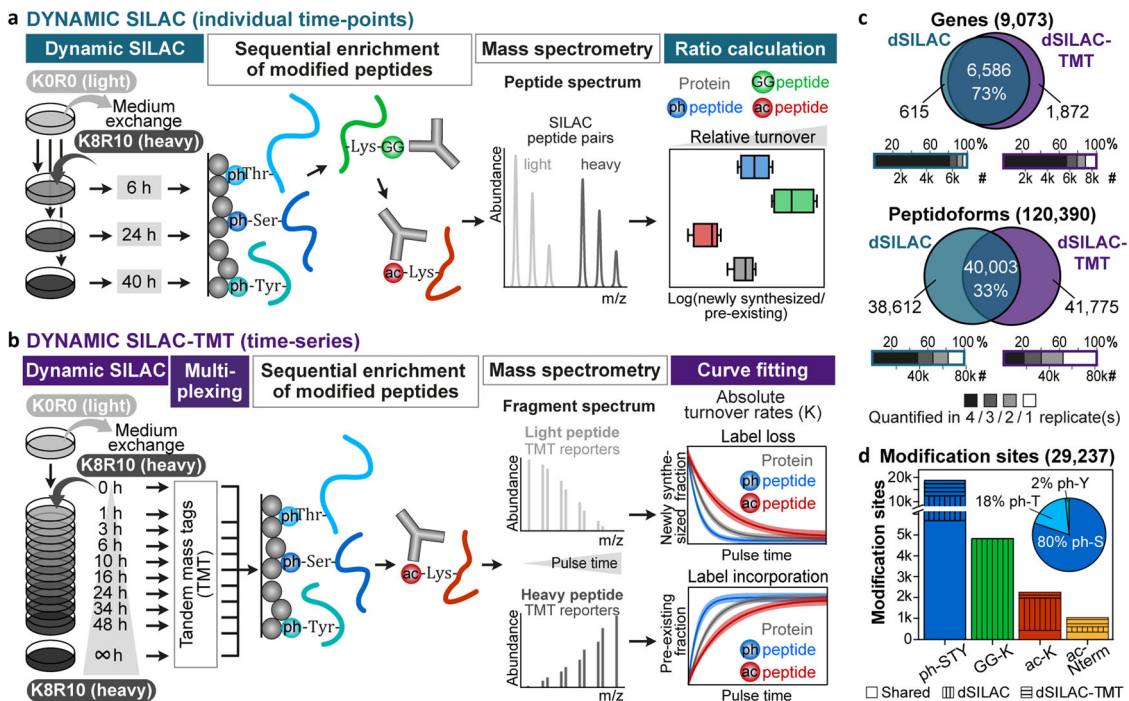 a DYNAMIC SILAC (individual time-points)
Dynamic SILAC
Sequential enrichment
of modified peptides
Mass spectrometry
Ratio calculation
K0R0 (light)
Medium
exchange
K8R10 (heavy)
6 h
24 h
40 h
phThr-
ph-Ser-
ph-Tyr-
-Lys-GG
ac-Lys-
Peptide spectrum
SILAC
peptide pairs
light
heavy
Abundance
m/z
Protein
GG peptide
ph peptide
ac peptide
Relative turnover
Log(newly synthesized/
pre-existing)
b DYNAMIC SILAC-TMT (time-series)
Dynamic SILAC
Multi-
plexing
Sequential enrichment
of modified peptides
Mass spectrometry
Curve fitting
K0R0 (light)
Medium
exchange
K8R10 (heavy)
0 h
1 h
3 h
6 h
10 h
16 h
24 h
34 h
48 h
∞ h
K8R10 (heavy)
Tandem mass tags
(TMT)
phThr-
ph-Ser-
ph-Tyr-
ac-Lys-
Fragment spectrum
Light peptide
TMT reporters
Abundance
m/z
Pulse time
Heavy peptide
TMT reporters
Abundance
m/z
Absolute
turnover rates (K)
Label loss
Newly synthe-
sized fraction
Protein
ph peptide
ac peptide
Pulse time
Label incorporation
Pre-existing
fraction
Protein
ph peptide
ac peptide
Pulse time
c
Genes (9,073)
dSILAC
dSILAC-
TMT
6,586
73%
615
1,872
20 60 100%
2k 6k 10k
20 60 100%
2k 6k 8k #
Peptidoforms (120,390)
dSILAC
dSILAC-
TMT
40,003
33%
38,612
41,775
20 60 100%
40k 80k#
20 60 100%
40k 80k#
Quantified in 4/3/2/1 replicate(s)
d Modification sites (29,237)
Modification sites
20k
10k
5k
4k
2k
1k
0
2% ph-Y
18% ph-T
80% ph-S
ph-STY
GG-K
ac-K
ac-
Nterm
Shared
dSILAC
dSILAC-TMT